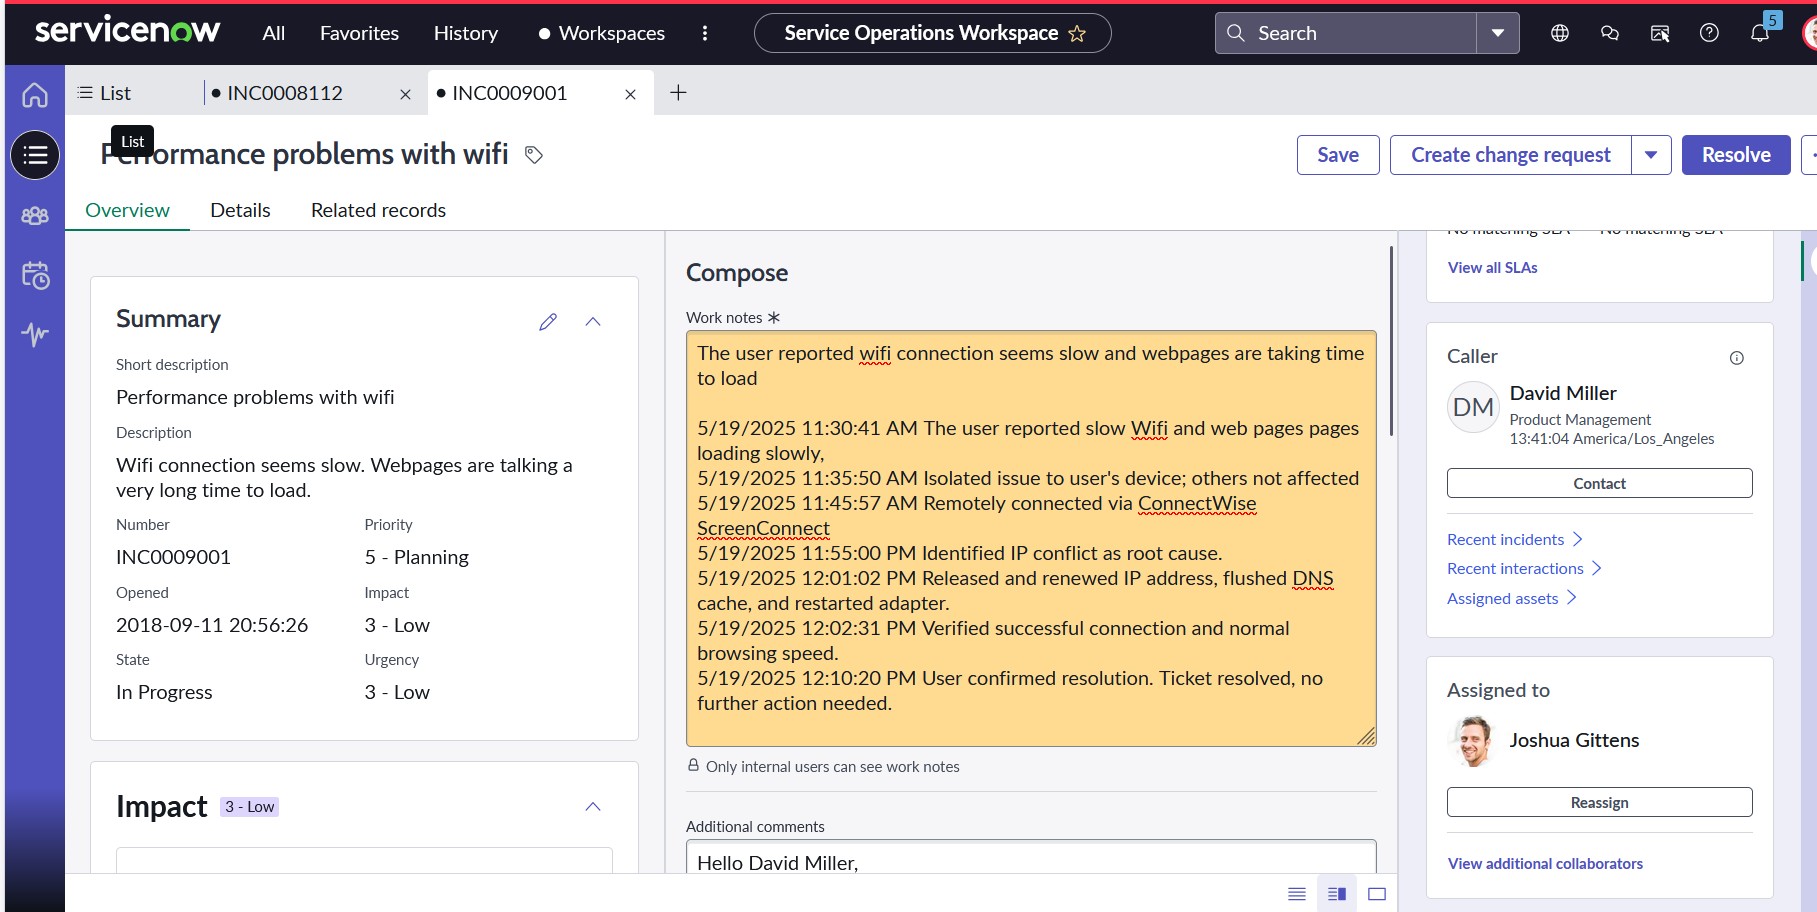 servicenow
All
Favorites
History
Workspaces
Service Operations Workspace
Search
5
List
INC0008112
INC0009001
List
Performance problems with wifi
Save
Create change request
Resolve
Overview
Details
Related records
Summary
Short description
Performance problems with wifi
Description
Wifi connection seems slow. Webpages are talking a
very long time to load.
Number
Priority
INC0009001
5 - Planning
Opened
Impact
2018-09-11 20:56:26
3 - Low
State
Urgency
In Progress
3 - Low
Impact
3 - Low
Compose
Work notes
The user reported wifi connection seems slow and webpages are taking time
to load
5/19/2025 11:30:41 AM The user reported slow Wifi and web pages pages
loading slowly,
5/19/2025 11:35:50 AM Isolated issue to user's device; others not affected
5/19/2025 11:45:57 AM Remotely connected via ConnectWise
ScreenConnect
5/19/2025 11:55:00 PM Identified IP conflict as root cause.
5/19/2025 12:01:02 PM Released and renewed IP address, flushed DNS
cache, and restarted adapter.
5/19/2025 12:02:31 PM Verified successful connection and normal
browsing speed.
5/19/2025 12:10:20 PM User confirmed resolution. Ticket resolved, no
further action needed.
Only internal users can see work notes
Additional comments
Hello David Miller,
No matching SLA
No matching SLA
View all SLAs
Caller
DM
David Miller
Product Management
13:41:04 America/Los_Angeles
Contact
Recent incidents
Recent interactions
Assigned assets
Assigned to
Joshua Gittens
Reassign
View additional collaborators